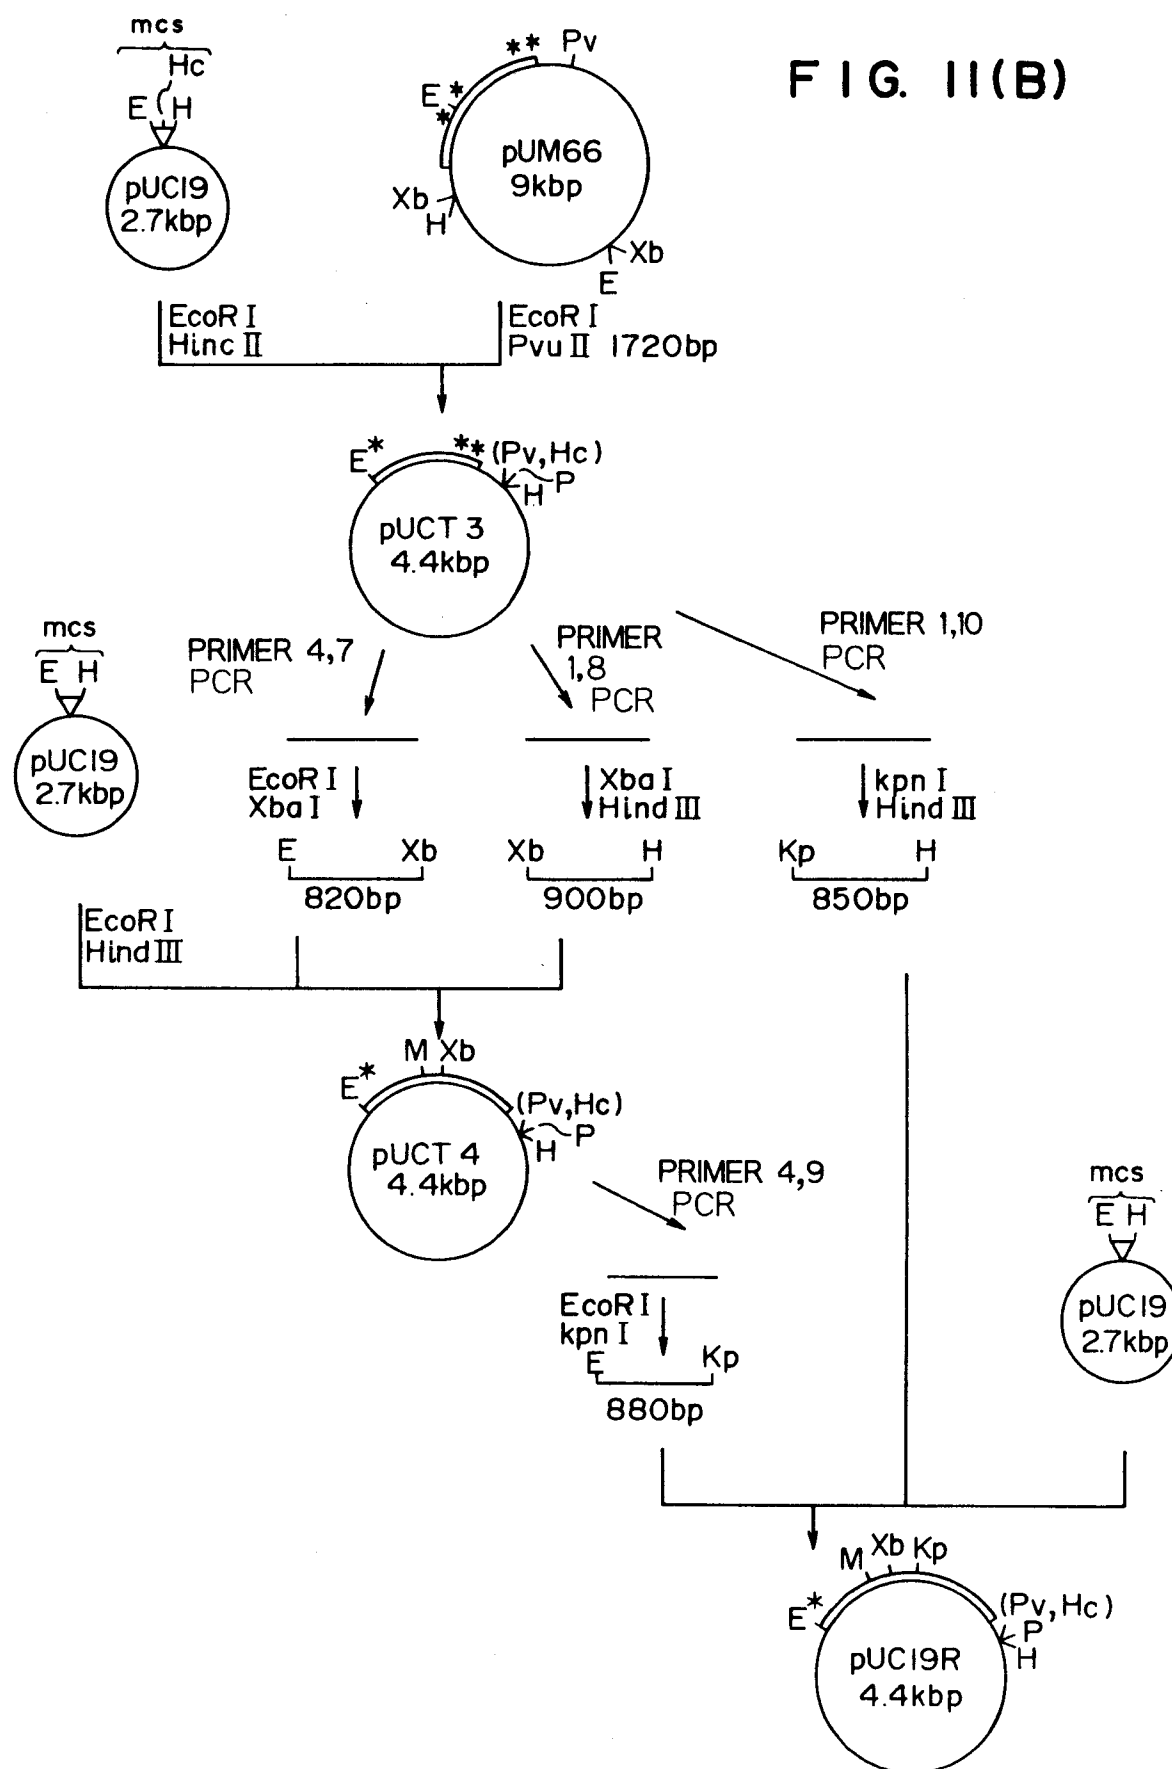 FIG. 11(B)
mcs
Hc
E H
pUC19
2.7kbp
** Pv
E *
*
pUM66
9kbp
Xb
H
Xb
E
EcoR I
Hinc II
EcoR I
Pvu II 1720bp
E* ** (Pv,Hc)
H P
pUCT 3
4.4kbp
mcs
E H
pUC19
2.7kbp
PRIMER 4,7
PCR
PRIMER
1,8
PCR
PRIMER 1,10
PCR
EcoR I
Xba I
Xba I
Hind III
kpn I
Hind III
E Xb
820bp
Xb H
900bp
Kp H
850bp
EcoR I
Hind III
M Xb
E* (Pv,Hc)
H P
pUCT 4
4.4kbp
PRIMER 4,9
PCR
mcs
E H
pUC19
2.7kbp
EcoR I
kpn I
E Kp
880bp
M Xb Kp
E* (Pv,Hc)
P
H
pUC19R
4.4kbp